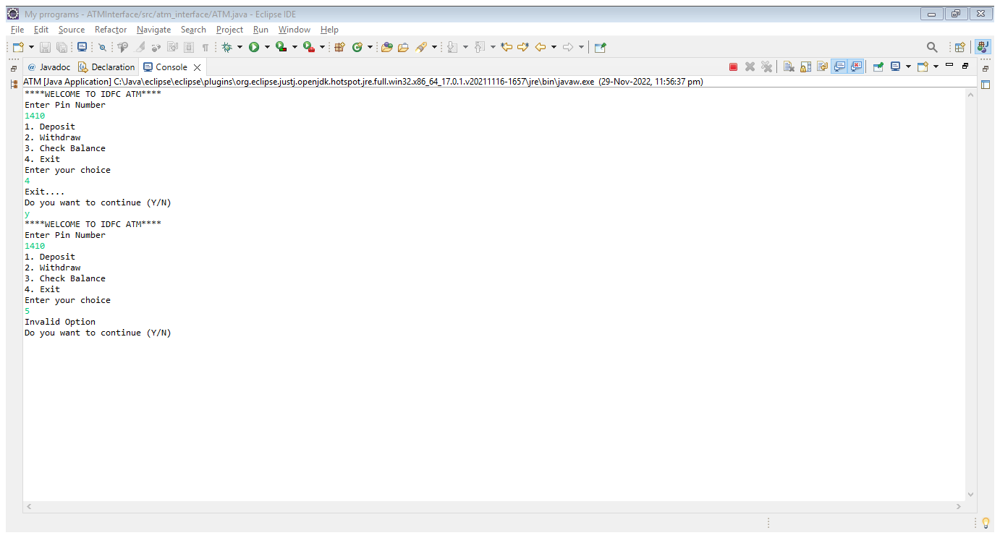 My prrograms - ATMInterface/src/atm_interface/ATM.java - Eclipse IDE
File Edit Source Refactor Navigate Search Project Run Window Help
@ Javadoc Declaration Console
ATM [Java Application] C:\Java\eclipse\eclipse\plugins\org.eclipse.justj.openjdk.hotspot.jre.full.win32.x86_64_17.0.1.v20211116-1657\jre\bin\javaw.exe (29-Nov-2022, 11:56:37 pm)
****WELCOME TO IDFC ATM****
Enter Pin Number
1410
1. Deposit
2. Withdraw
3. Check Balance
4. Exit
Enter your choice
4
Exit....
Do you want to continue (Y/N)
y
****WELCOME TO IDFC ATM****
Enter Pin Number
1410
1. Deposit
2. Withdraw
3. Check Balance
4. Exit
Enter your choice
5
Invalid Option
Do you want to continue (Y/N)